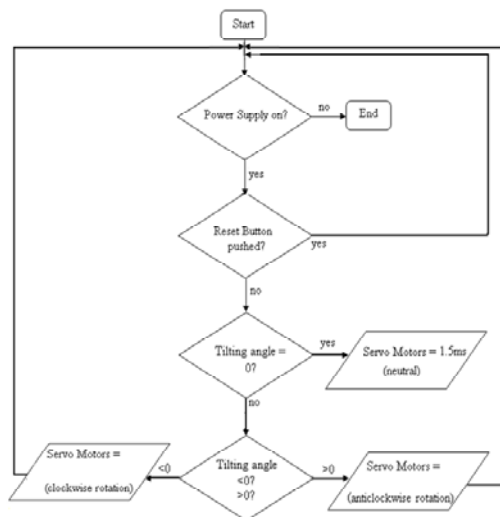 Start
Power Supply on?
no
End
yes
Reset Button
pushed?
yes
no
Tilting angle =
0?
yes
Servo Motors = 1.5ms
(neutral)
no
Servo Motors =
(clockwise rotation)
<0
Tilting angle
<0?
>0?
>0
Servo Motors =
(anticlockwise rotation)